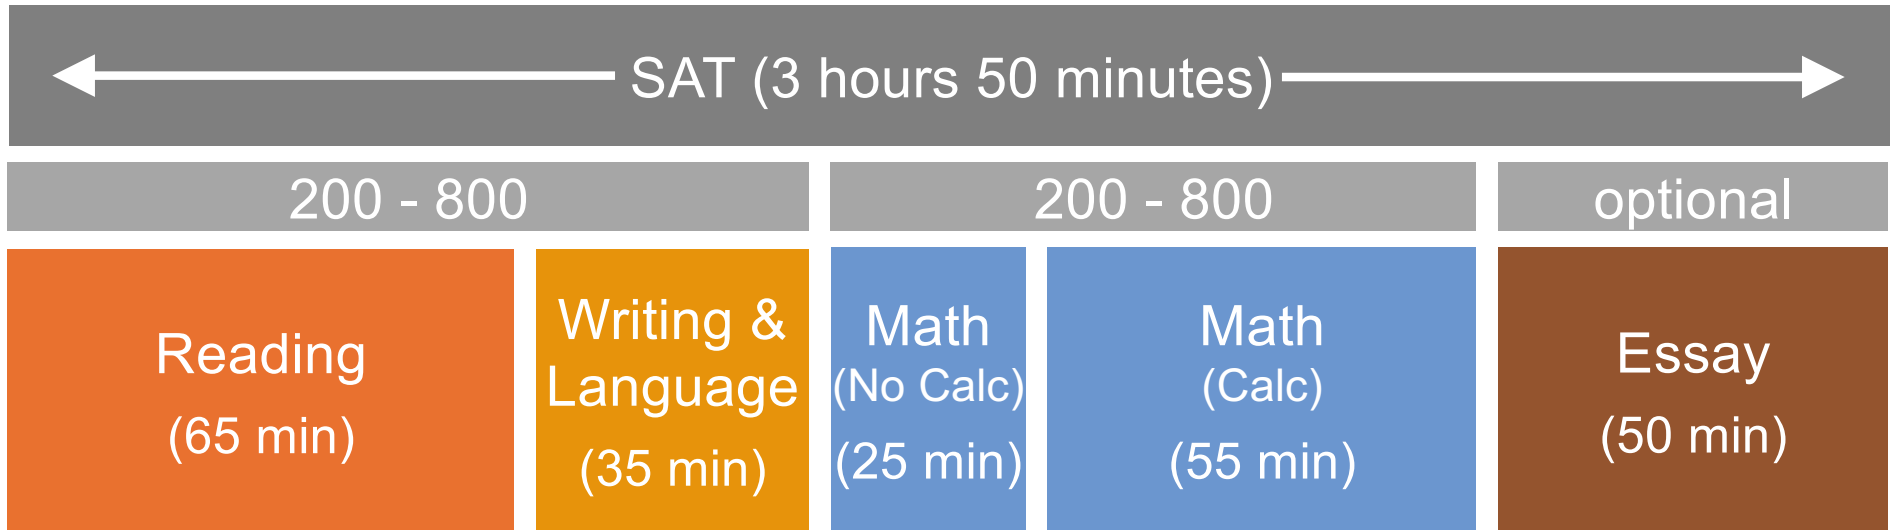 SAT (3 hours 50 minutes)
200 - 800
200 - 800
optional
Reading
(65 min)
Writing &
Language
(35 min)
Math
(No Calc)
(25 min)
Math
(Calc)
(55 min)
Essay
(50 min)